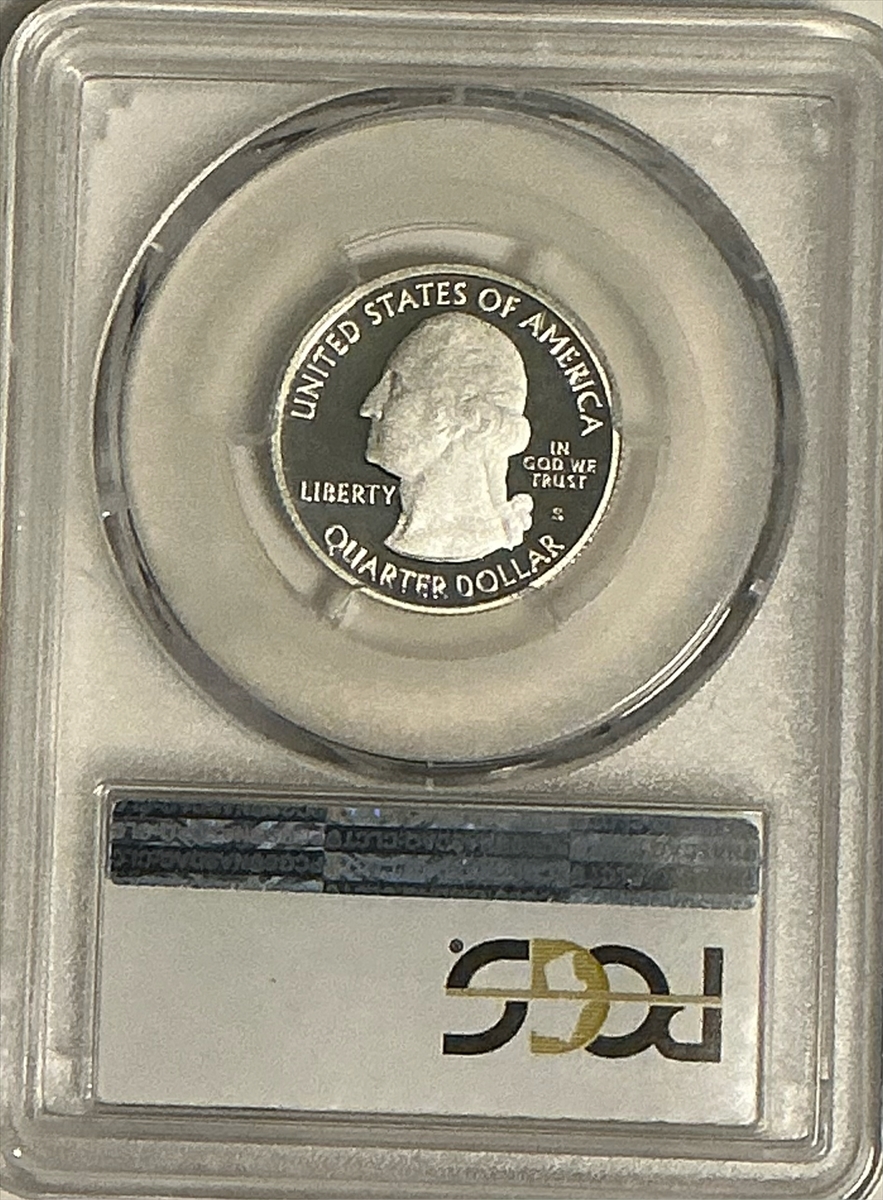 UNITED STATES OF AMERICA
LIBERTY
IN
GOD WE
TRUST
S
QUARTER DOLLAR
PCGS